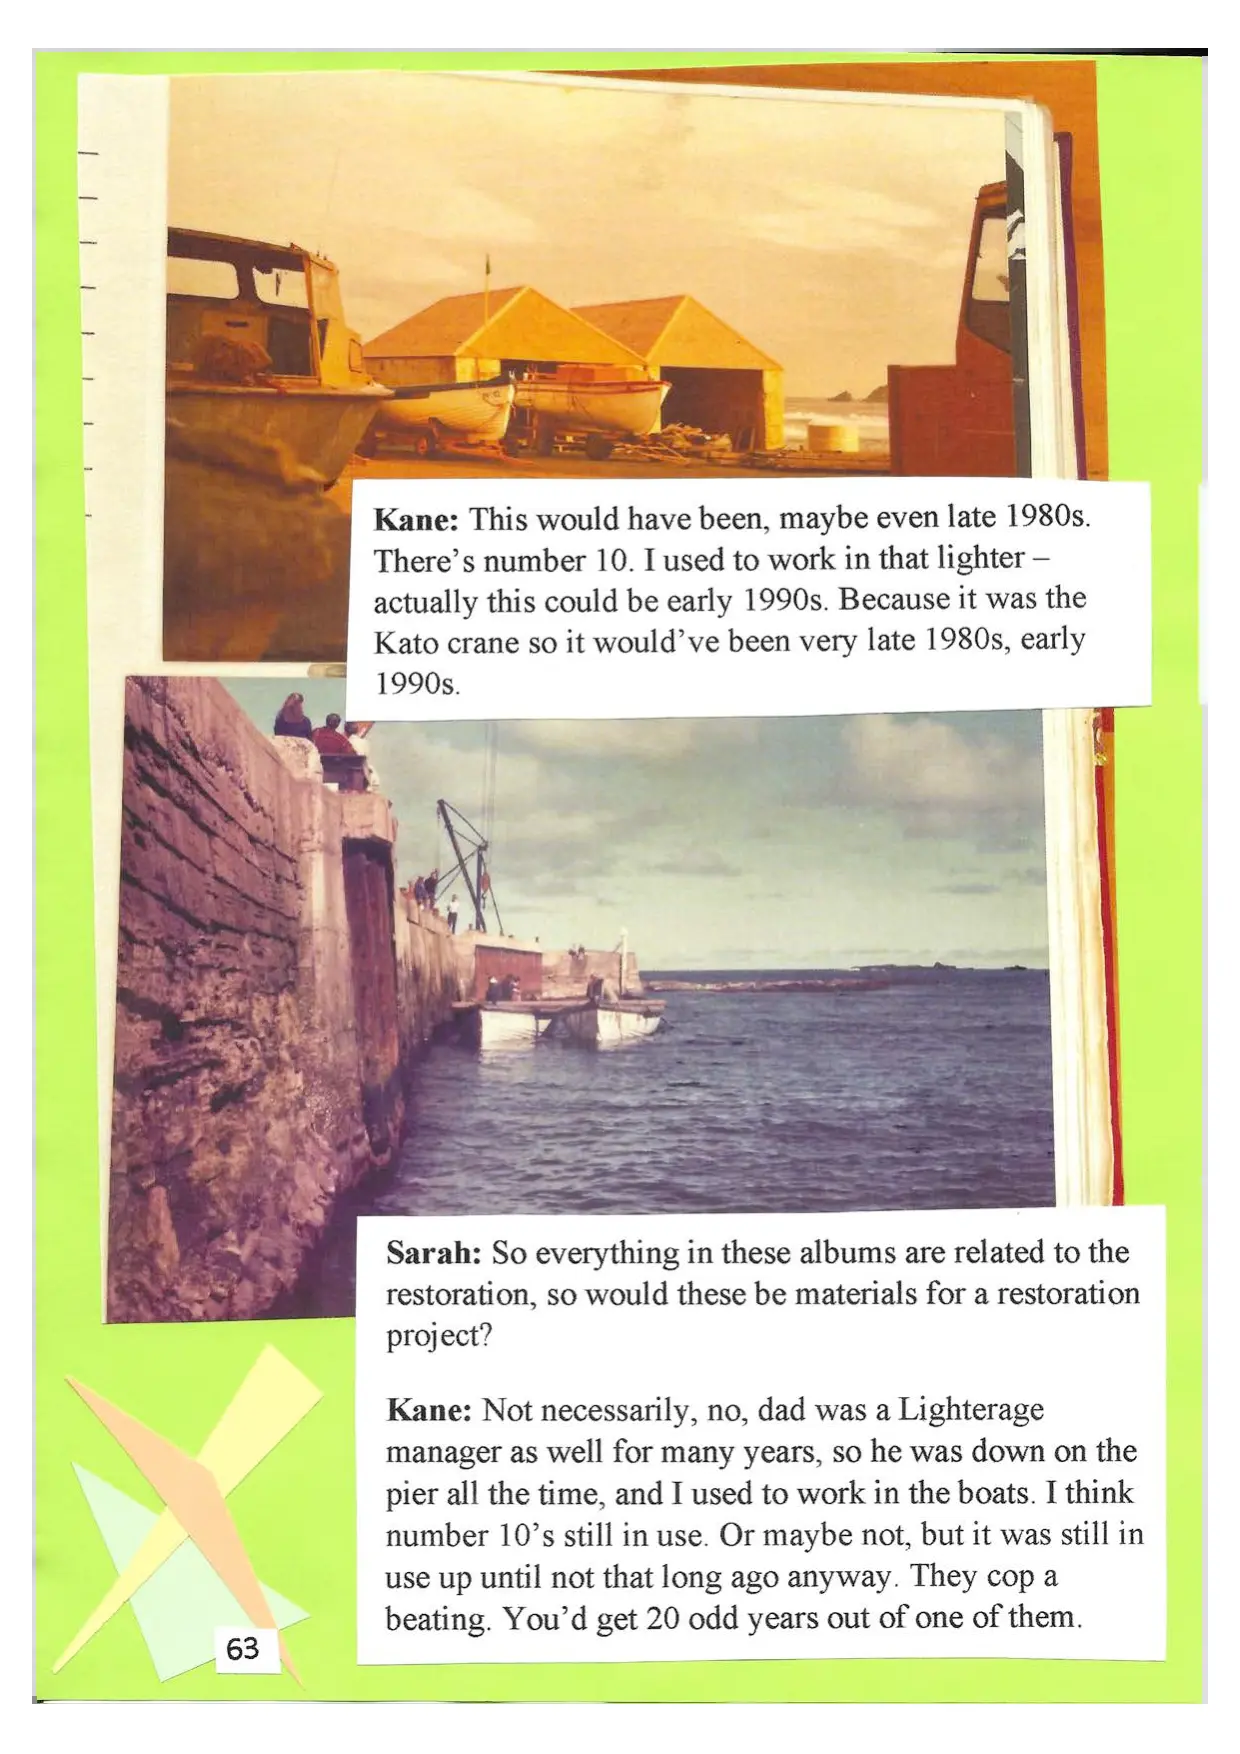 Kane: This would have been, maybe even late 1980s.
There's number 10. I used to work in that lighter –
actually this could be early 1990s. Because it was the
Kato crane so it would've been very late 1980s, early
1990s.
Sarah: So everything in these albums are related to the
restoration, so would these be materials for a restoration
project?
Kane: Not necessarily, no, dad was a Lighterage
manager as well for many years, so he was down on the
pier all the time, and I used to work in the boats. I think
number 10's still in use. Or maybe not, but it was still in
use up until not that long ago anyway. They cop a
beating. You'd get 20 odd years out of one of them.
63